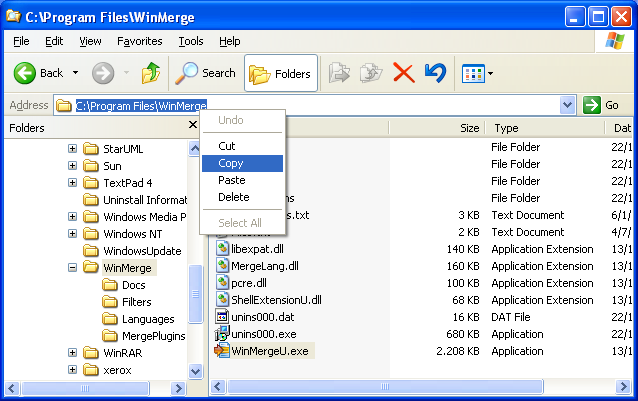 C:\Program Files\WinMerge
File Edit View Favorites Tools Help
Back Search Folders
Address C:\Program Files\WinMerge Go
Folders
StarUML
Sun
TextPad 4
Uninstall Informat
Windows Media P
Windows NT
WindowsUpdate
WinMerge
Docs
Filters
Languages
MergePlugins
WinRAR
xerox
Undo
Cut
Copy
Paste
Delete
Select All
Size Type
File Folder 22/1
File Folder 22/1
File Folder 22/1
File Folder 22/1
s.txt 3 KB Text Document 6/1/
2 KB Text Document 4/7/
libexpat.dll 140 KB Application Extension 13/1
MergeLang.dll 160 KB Application Extension 13/1
pcre.dll 100 KB Application Extension 13/1
ShellExtensionU.dll 68 KB Application Extension 13/1
unins000.dat 16 KB DAT File 22/1
unins000.exe 680 KB Application 22/1
WinMergeU.exe 2.208 KB Application 13/1